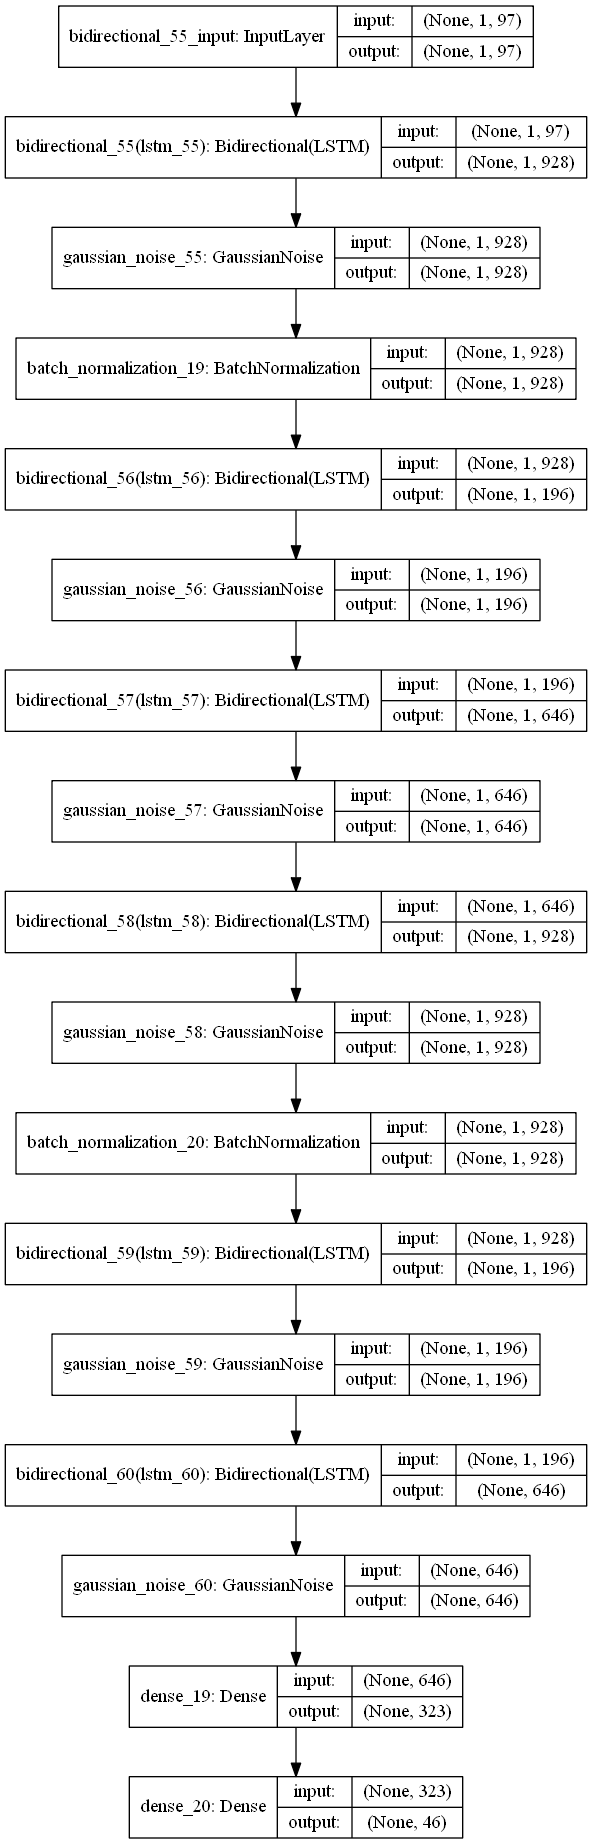 bidirectional_55_input: InputLayer
input: (None, 1, 97)
output: (None, 1, 97)
bidirectional_55(lstm_55): Bidirectional(LSTM)
input: (None, 1, 97)
output: (None, 1, 928)
gaussian_noise_55: GaussianNoise
input: (None, 1, 928)
output: (None, 1, 928)
batch_normalization_19: BatchNormalization
input: (None, 1, 928)
output: (None, 1, 928)
bidirectional_56(lstm_56): Bidirectional(LSTM)
input: (None, 1, 928)
output: (None, 1, 196)
gaussian_noise_56: GaussianNoise
input: (None, 1, 196)
output: (None, 1, 196)
bidirectional_57(lstm_57): Bidirectional(LSTM)
input: (None, 1, 196)
output: (None, 1, 646)
gaussian_noise_57: GaussianNoise
input: (None, 1, 646)
output: (None, 1, 646)
bidirectional_58(lstm_58): Bidirectional(LSTM)
input: (None, 1, 646)
output: (None, 1, 928)
gaussian_noise_58: GaussianNoise
input: (None, 1, 928)
output: (None, 1, 928)
batch_normalization_20: BatchNormalization
input: (None, 1, 928)
output: (None, 1, 928)
bidirectional_59(lstm_59): Bidirectional(LSTM)
input: (None, 1, 928)
output: (None, 1, 196)
gaussian_noise_59: GaussianNoise
input: (None, 1, 196)
output: (None, 1, 196)
bidirectional_60(lstm_60): Bidirectional(LSTM)
input: (None, 1, 196)
output: (None, 646)
gaussian_noise_60: GaussianNoise
input: (None, 646)
output: (None, 646)
dense_19: Dense
input: (None, 646)
output: (None, 323)
dense_20: Dense
input: (None, 323)
output: (None, 46)